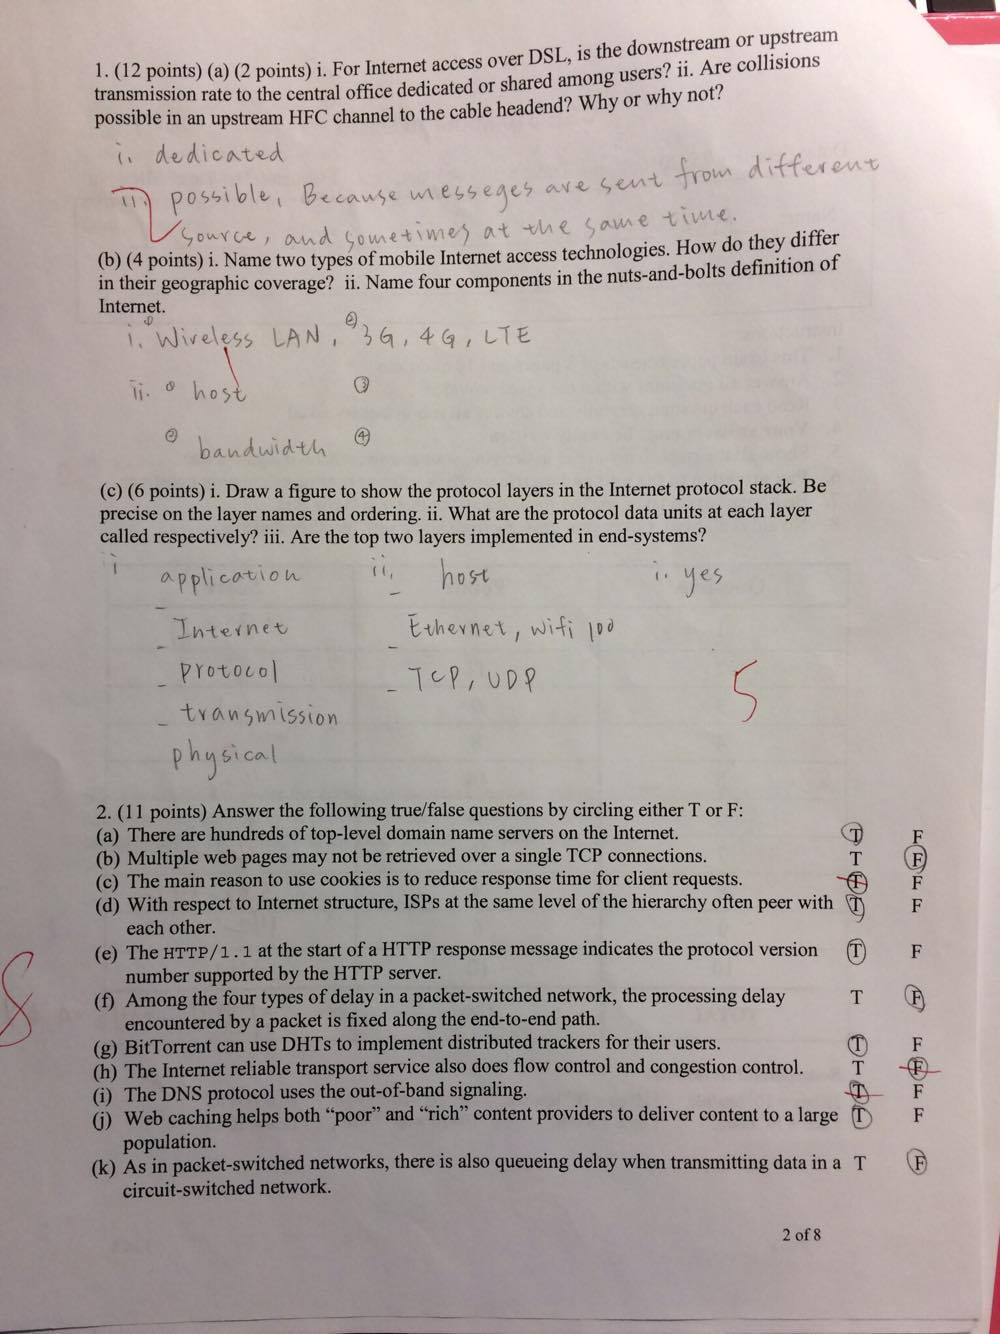 1. (12 points) (a) (2 points) i. For Internet access over DSL, is the downstream or upstream
transmission rate to the central office dedicated or shared among users? ii. Are collisions
possible in an upstream HFC channel to the cable headend? Why or why not?
i. dedicated
ii. possible, Because messeges are sent from different
source, and sometimes at the same time.
(b) (4 points) i. Name two types of mobile Internet access technologies. How do they differ
in their geographic coverage? ii. Name four components in the nuts-and-bolts definition of
Internet.
i. ① Wireless LAN, ② 3G, 4G, LTE
ii. ① host ③
② bandwidth ④
(c) (6 points) i. Draw a figure to show the protocol layers in the Internet protocol stack. Be
precise on the layer names and ordering. ii. What are the protocol data units at each layer
called respectively? iii. Are the top two layers implemented in end-systems?
i application ii. host i. yes
- Internet - Ethernet, wifi 100
- protocol - TCP, UDP
5
- transmission
physical
2. (11 points) Answer the following true/false questions by circling either T or F:
(a) There are hundreds of top-level domain name servers on the Internet. T F
(b) Multiple web pages may not be retrieved over a single TCP connections. T F
(c) The main reason to use cookies is to reduce response time for client requests. T F
(d) With respect to Internet structure, ISPs at the same level of the hierarchy often peer with T F
each other.
(e) The HTTP/1.1 at the start of a HTTP response message indicates the protocol version T F
number supported by the HTTP server.
8
(f) Among the four types of delay in a packet-switched network, the processing delay T F
encountered by a packet is fixed along the end-to-end path.
(g) BitTorrent can use DHTs to implement distributed trackers for their users. T F
(h) The Internet reliable transport service also does flow control and congestion control. T F
(i) The DNS protocol uses the out-of-band signaling. T F
(j) Web caching helps both “poor” and “rich” content providers to deliver content to a large T F
population.
(k) As in packet-switched networks, there is also queueing delay when transmitting data in a T F
circuit-switched network.
2 of 8